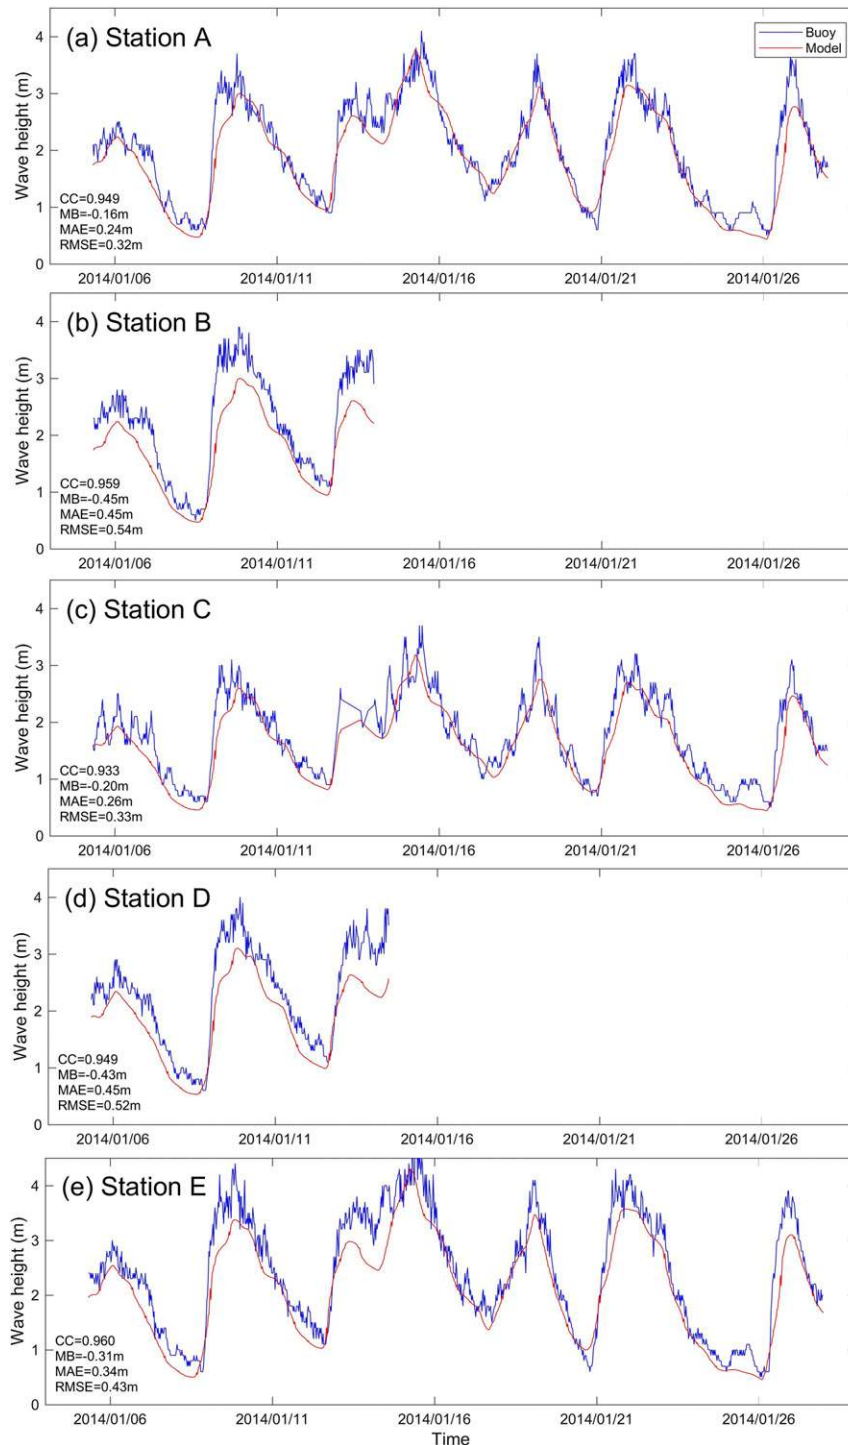 (a) Station A
Buoy
Model
Wave height (m)
4
3
2
1
0
CC=0.949
MB=-0.16m
MAE=0.24m
RMSE=0.32m
2014/01/06 2014/01/11 2014/01/16 2014/01/21 2014/01/26
(b) Station B
Wave height (m)
4
3
2
1
0
CC=0.959
MB=-0.45m
MAE=0.45m
RMSE=0.54m
2014/01/06 2014/01/11 2014/01/16 2014/01/21 2014/01/26
(c) Station C
Wave height (m)
4
3
2
1
0
CC=0.933
MB=-0.20m
MAE=0.26m
RMSE=0.33m
2014/01/06 2014/01/11 2014/01/16 2014/01/21 2014/01/26
(d) Station D
Wave height (m)
4
3
2
1
0
CC=0.949
MB=-0.43m
MAE=0.45m
RMSE=0.52m
2014/01/06 2014/01/11 2014/01/16 2014/01/21 2014/01/26
(e) Station E
Wave height (m)
4
3
2
1
0
CC=0.960
MB=-0.31m
MAE=0.34m
RMSE=0.43m
2014/01/06 2014/01/11 2014/01/16 2014/01/21 2014/01/26
Time